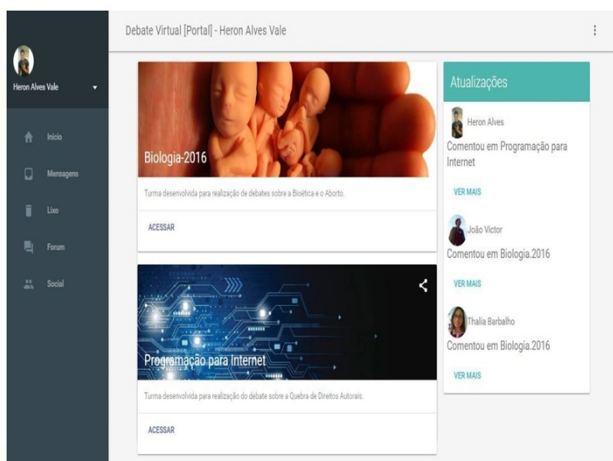 Debate Virtual [Portal] - Heron Alves Vale
Heron Alves Vale
Inicio
Mensagens
Lixo
Forum
Social
Biologia-2016
Turma desenvolvida para realização de debates sobre a Bioética e o Aborto.
ACESSAR
Programação para Internet
Turma desenvolvida para realização do debate sobre a Quebra de Direitos Autorais.
ACESSAR
Atualizações
Heron Alves
Comentou em Programação para
Internet
VER MAIS
João Victor
Comentou em Biologia.2016
VER MAIS
Thalia Barbalho
Comentou em Biologia.2016
VER MAIS